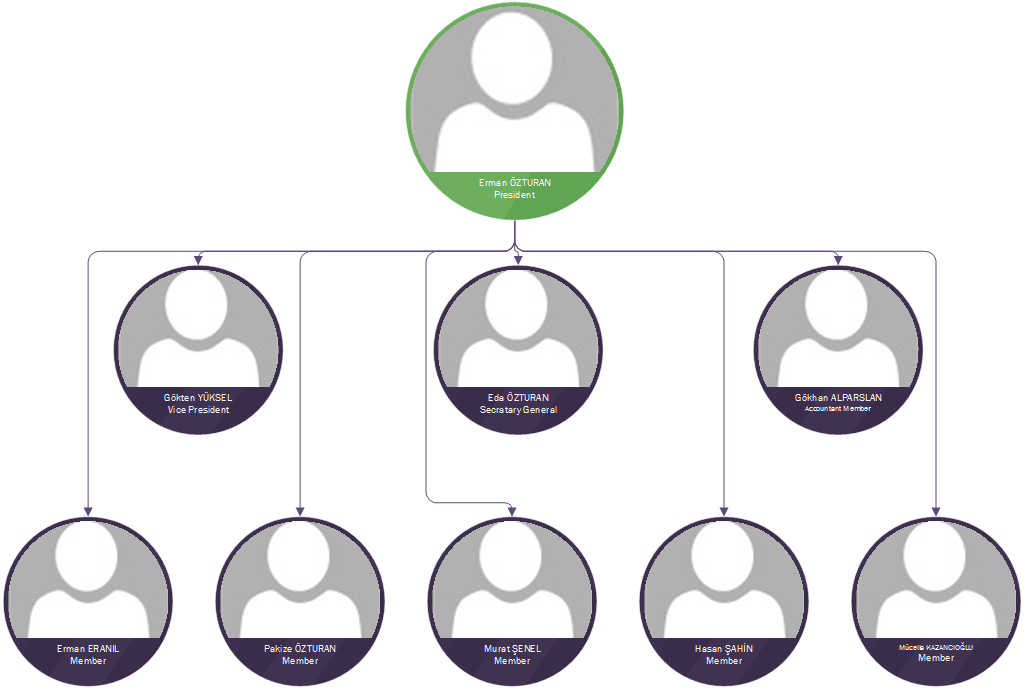 Erman ÖZTURAN
President
Gökten YÜKSEL
Vice President
Eda ÖZTURAN
Secratary General
Gökhan ALPARSLAN
Accountant Member
Erman ERANIL
Member
Pakize ÖZTURAN
Member
Murat ŞENEL
Member
Hasan ŞAHİN
Member
Mücella KAZANCIOĞLU
Member